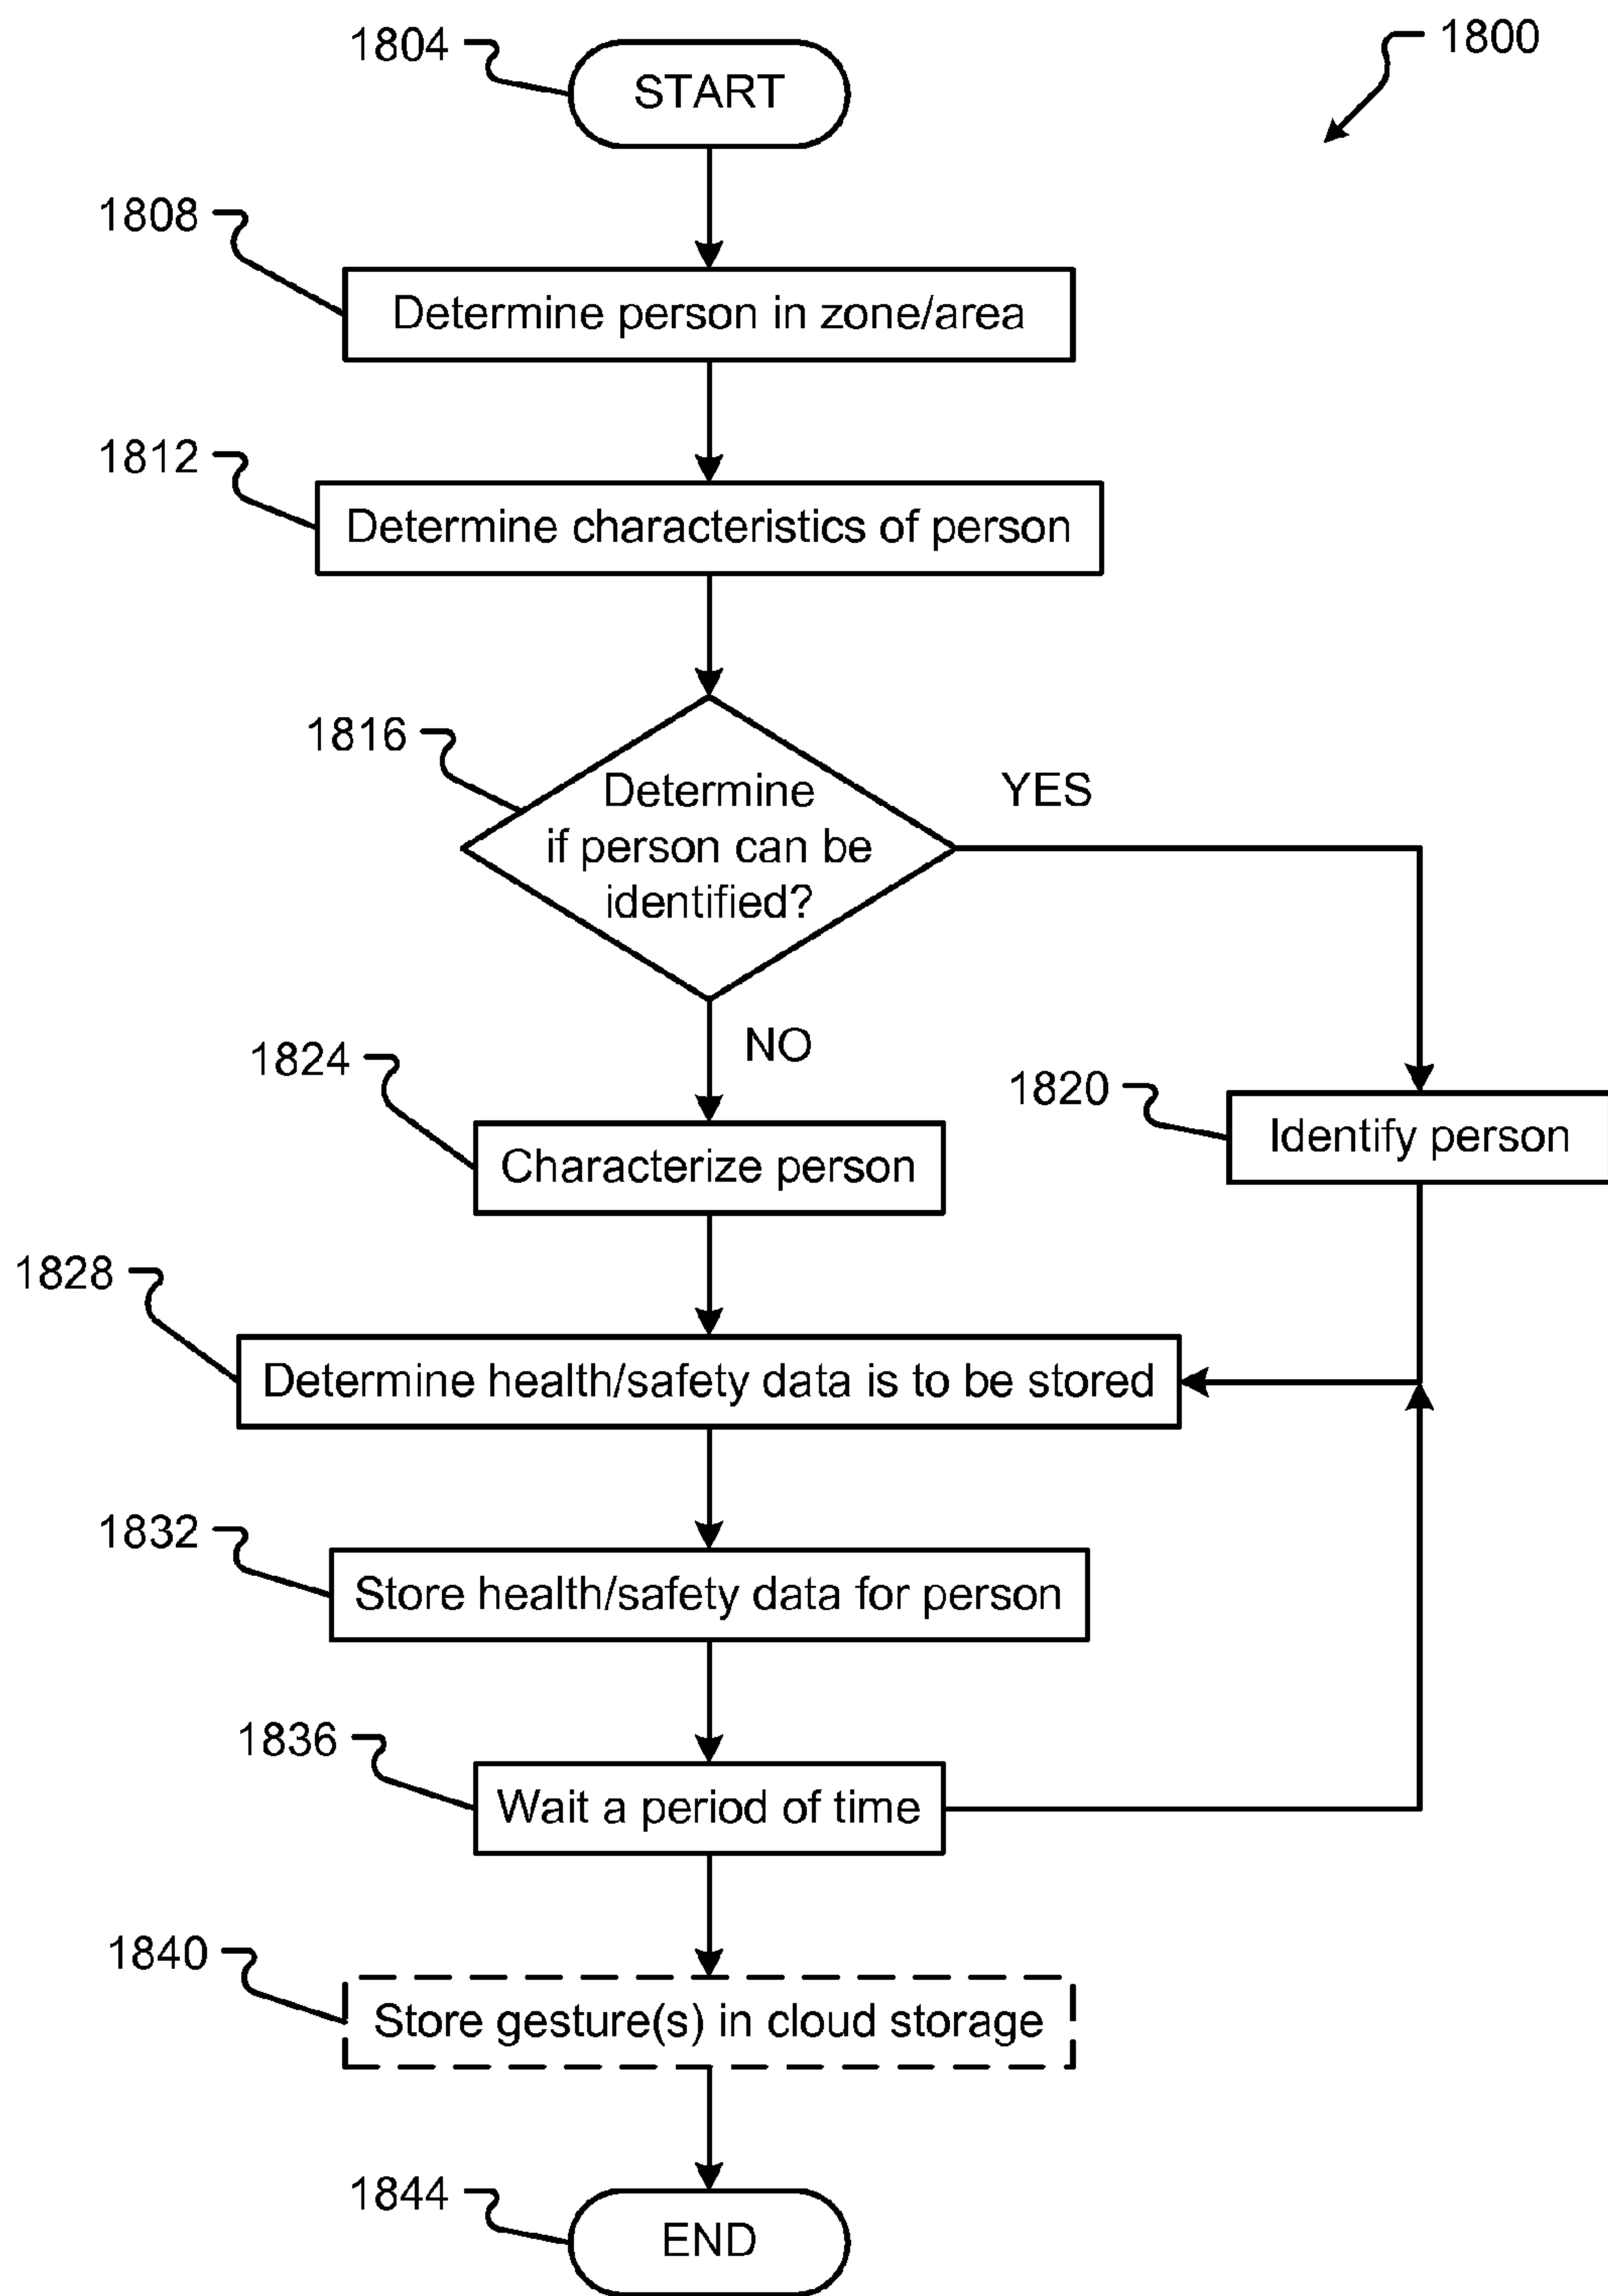 1804
START
1800
1808
Determine person in zone/area
1812
Determine characteristics of person
1816
Determine
if person can be
identified?
YES
NO
1824
Characterize person
1820
Identify person
1828
Determine health/safety data is to be stored
1832
Store health/safety data for person
1836
Wait a period of time
1840
Store gesture(s) in cloud storage
1844
END